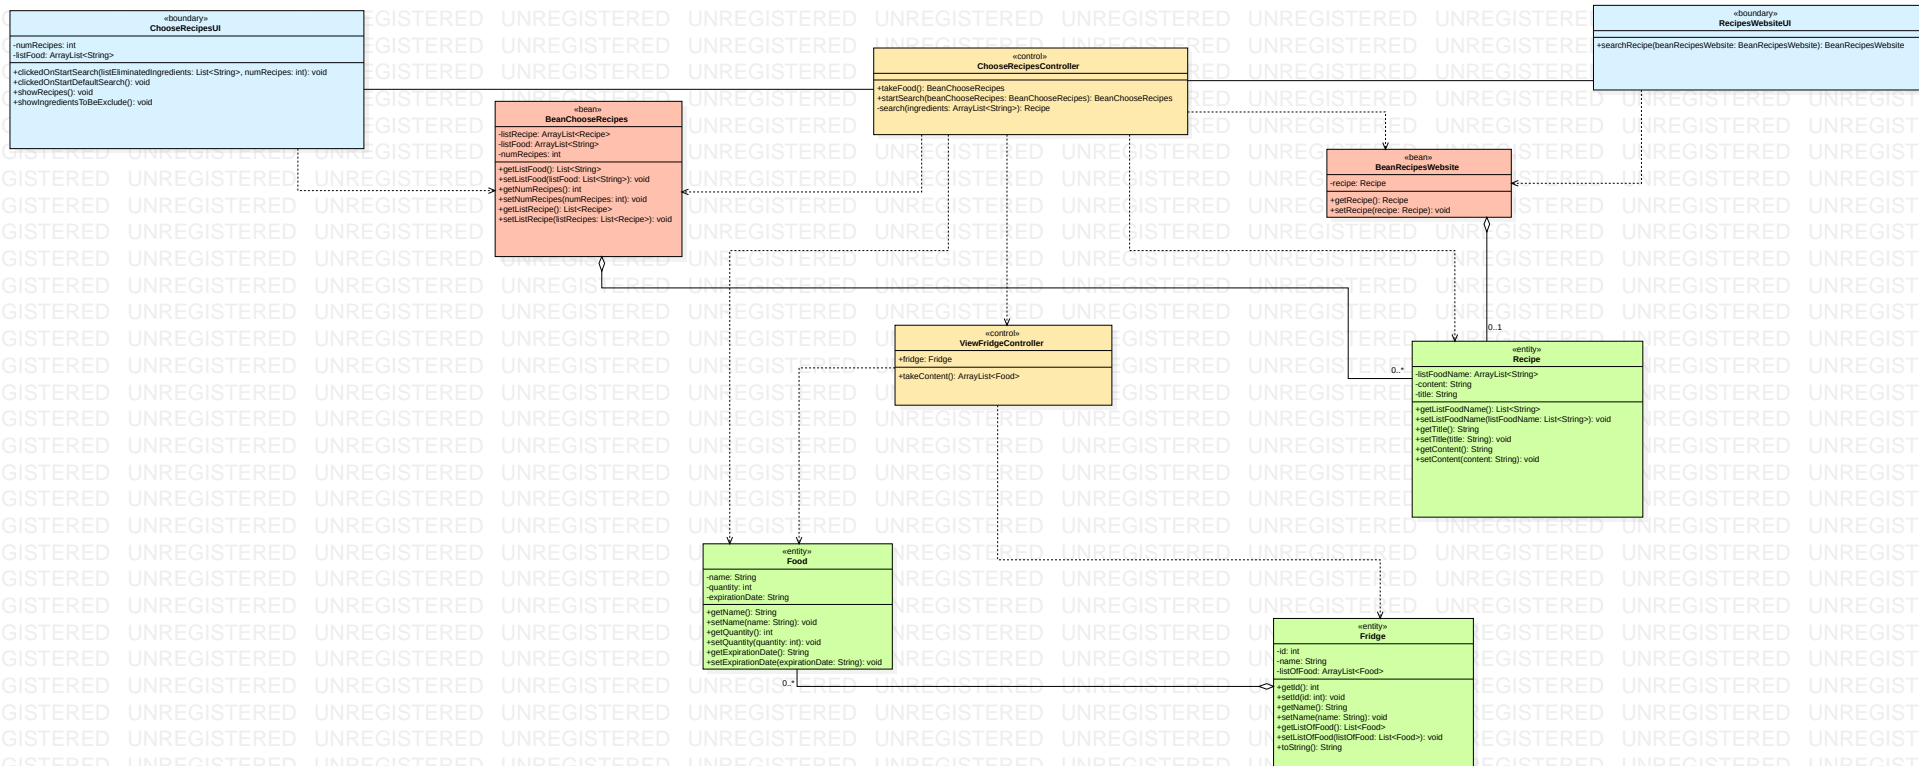 «boundary»
ChooseRecipesUI
-numRecipes: int
-listFood: ArrayList<String>
+clickedOnStartSearch(listEliminatedIngredients: List<String>, numRecipes: int): void
+clickedOnStartDefaultSearch(): void
+showRecipes(): void
+showIngredientsToBeExclude(): void
«bean»
BeanChooseRecipes
-listRecipe: ArrayList<Recipe>
-listFood: ArrayList<String>
-numRecipes: int
+getListFood(): List<String>
+setListFood(listFood: List<String>): void
+getNumRecipes(): int
+setNumRecipes(numRecipes: int): void
+getListRecipe(): List<Recipe>
+setListRecipe(listRecipes: List<Recipe>): void
«control»
ChooseRecipesController
+takeFood(): BeanChooseRecipes
+startSearch(beanChooseRecipes: BeanChooseRecipes): BeanChooseRecipes
-search(ingredients: ArrayList<String>): Recipe
«boundary»
RecipesWebsiteUI
+searchRecipe(beanRecipesWebsite: BeanRecipesWebsite): BeanRecipesWebsite
«bean»
BeanRecipesWebsite
-recipe: Recipe
+getRecipe(): Recipe
+setRecipe(recipe: Recipe): void
«control»
ViewFridgeController
+fridge: Fridge
+takeContent(): ArrayList<Food>
0..1
0..*
«entity»
Recipe
-listFoodName: ArrayList<String>
-content: String
-title: String
+getListFoodName(): List<String>
+setListFoodName(listFoodName: List<String>): void
+getTitle(): String
+setTitle(title: String): void
+getContent(): String
+setContent(content: String): void
«entity»
Food
-name: String
-quantity: int
-expirationDate: String
+getName(): String
+setName(name: String): void
+getQuantity(): int
+setQuantity(quantity: int): void
+getExpirationDate(): String
+setExpirationDate(expirationDate: String): void
0..*
«entity»
Fridge
-id: int
-name: String
-listOfFood: ArrayList<Food>
+getId(): int
+setId(id: int): void
+getName(): String
+setName(name: String): void
+getListOfFood(): List<Food>
+setListOfFood(listOfFood: List<Food>): void
+toString(): String
UNREGISTERED